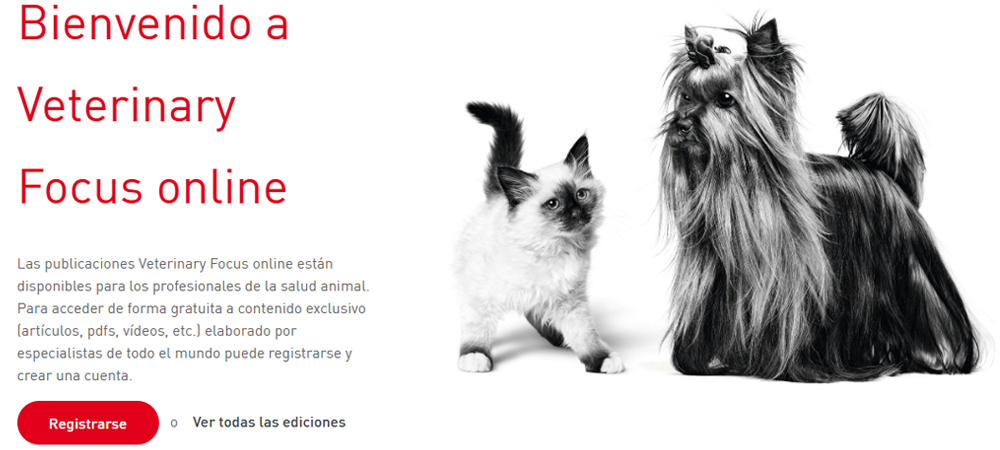 Bienvenido a
Veterinary
Focus online
Las publicaciones Veterinary Focus online están
disponibles para los profesionales de la salud animal.
Para acceder de forma gratuita a contenido exclusivo
(artículos, pdfs, vídeos, etc.) elaborado por
especialistas de todo el mundo puede registrarse y
crear una cuenta.
Registrarse o Ver todas las ediciones